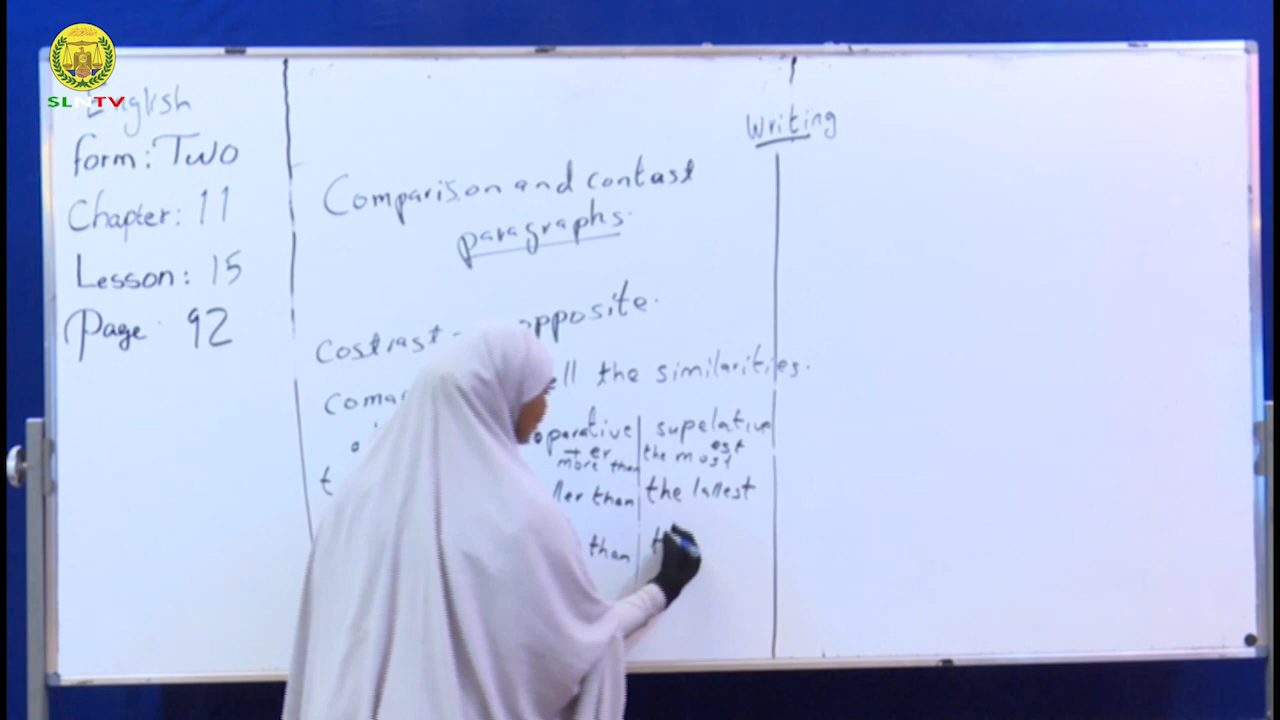 SLNTV
English
form: Two
Chapter: 11
Lesson: 15
Page 92
Writing
Comparison and contast
paragraphs.
Costrast opposite.
ll the similarities.
parative supelative
er est
more than the most
ller than the tallest
than